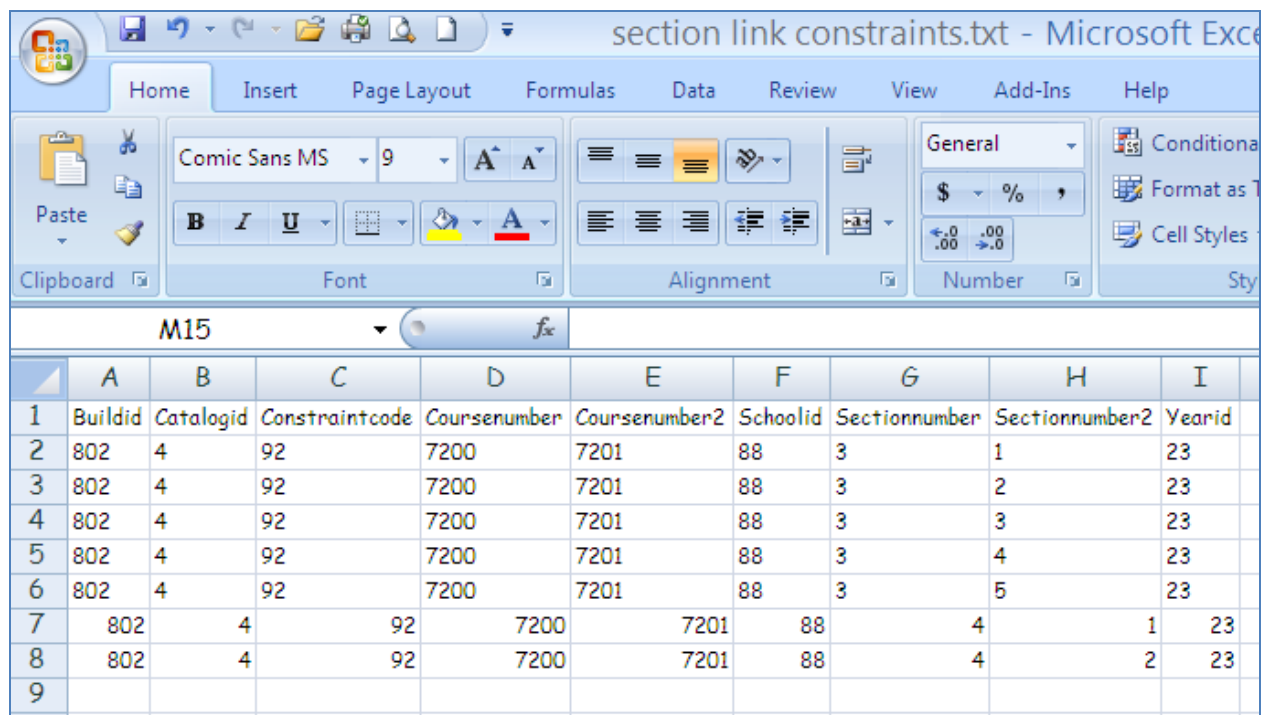 section link constraints.txt - Microsoft Exce
Home Insert Page Layout Formulas Data Review View Add-Ins Help
Comic Sans MS 9 A A General Conditiona
Paste $ % , Format as T
B I U A .0 .00 .00 .0 Cell Styles
Clipboard Font Alignment Number Sty
M15 fx
A B C D E F G H I
1 Buildid Catalogid Constraintcode Coursenumber Coursenumber2 Schoolid Sectionnumber Sectionnumber2 Yearid
2 802 4 92 7200 7201 88 3 1 23
3 802 4 92 7200 7201 88 3 2 23
4 802 4 92 7200 7201 88 3 3 23
5 802 4 92 7200 7201 88 3 4 23
6 802 4 92 7200 7201 88 3 5 23
7 802 4 92 7200 7201 88 4 1 23
8 802 4 92 7200 7201 88 4 2 23
9